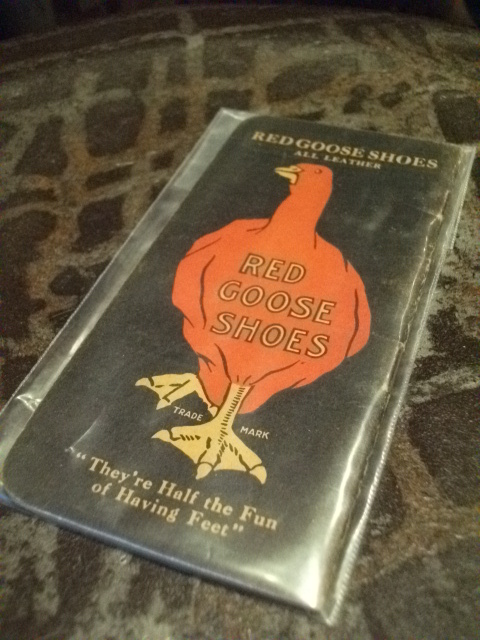 RED GOOSE SHOES
ALL LEATHER
RED
GOOSE
SHOES
TRADE MARK
"They're Half the Fun
of Having Feet"